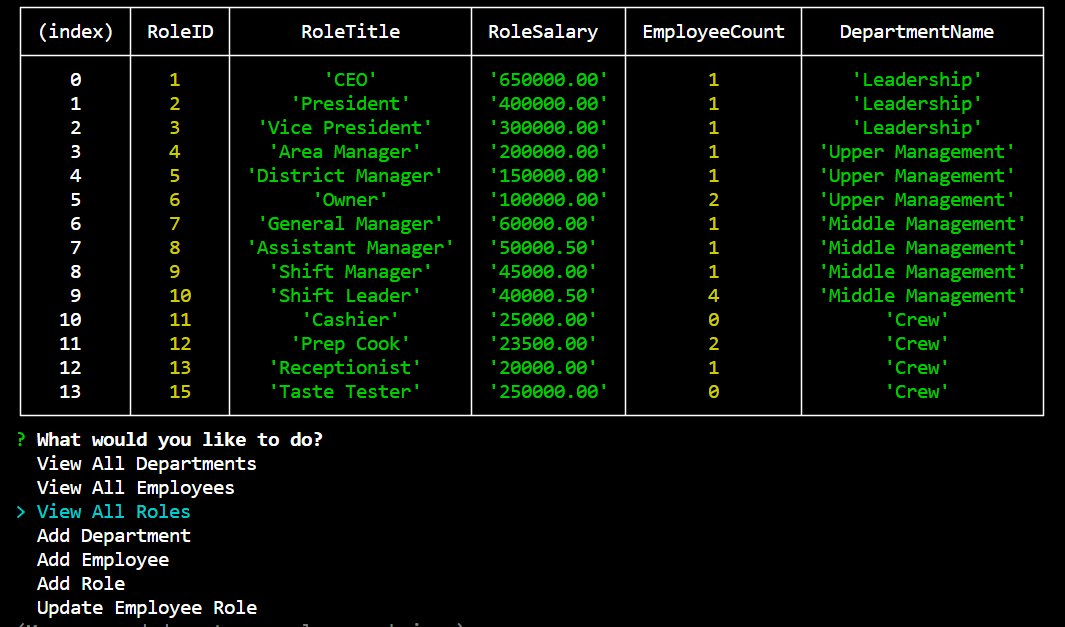 (index) RoleID RoleTitle RoleSalary EmployeeCount DepartmentName
0 1 'CEO' '650000.00' 1 'Leadership'
1 2 'President' '400000.00' 1 'Leadership'
2 3 'Vice President' '300000.00' 1 'Leadership'
3 4 'Area Manager' '200000.00' 1 'Upper Management'
4 5 'District Manager' '150000.00' 1 'Upper Management'
5 6 'Owner' '100000.00' 2 'Upper Management'
6 7 'General Manager' '60000.00' 1 'Middle Management'
7 8 'Assistant Manager' '50000.50' 1 'Middle Management'
8 9 'Shift Manager' '45000.00' 1 'Middle Management'
9 10 'Shift Leader' '40000.50' 4 'Middle Management'
10 11 'Cashier' '25000.00' 0 'Crew'
11 12 'Prep Cook' '23500.00' 2 'Crew'
12 13 'Receptionist' '20000.00' 1 'Crew'
13 15 'Taste Tester' '250000.00' 0 'Crew'
? What would you like to do?
View All Departments
View All Employees
> View All Roles
Add Department
Add Employee
Add Role
Update Employee Role